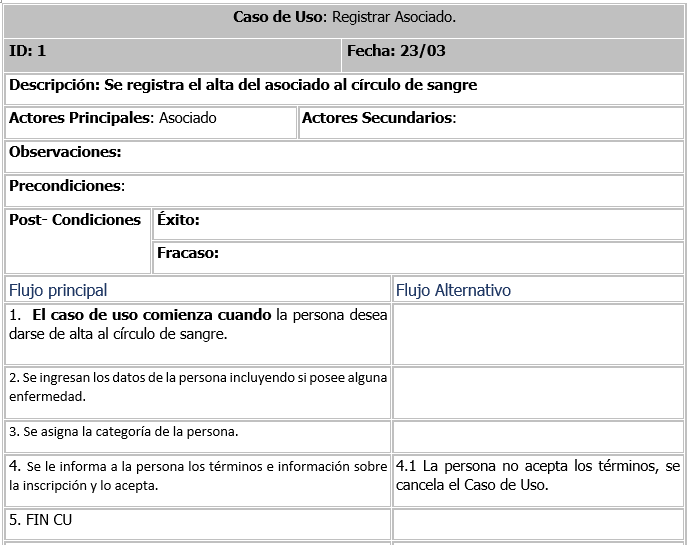 Caso de Uso: Registrar Asociado.
ID: 1
Fecha: 23/03
Descripción: Se registra el alta del asociado al círculo de sangre
Actores Principales: Asociado
Actores Secundarios:
Observaciones:
Precondiciones:
Post- Condiciones
Éxito:
Fracaso:
Flujo principal
Flujo Alternativo
1. El caso de uso comienza cuando la persona desea
darse de alta al círculo de sangre.
2. Se ingresan los datos de la persona incluyendo si posee alguna
enfermedad.
3. Se asigna la categoría de la persona.
4. Se le informa a la persona los términos e información sobre
la inscripción y lo acepta.
4.1 La persona no acepta los términos, se
cancela el Caso de Uso.
5. FIN CU